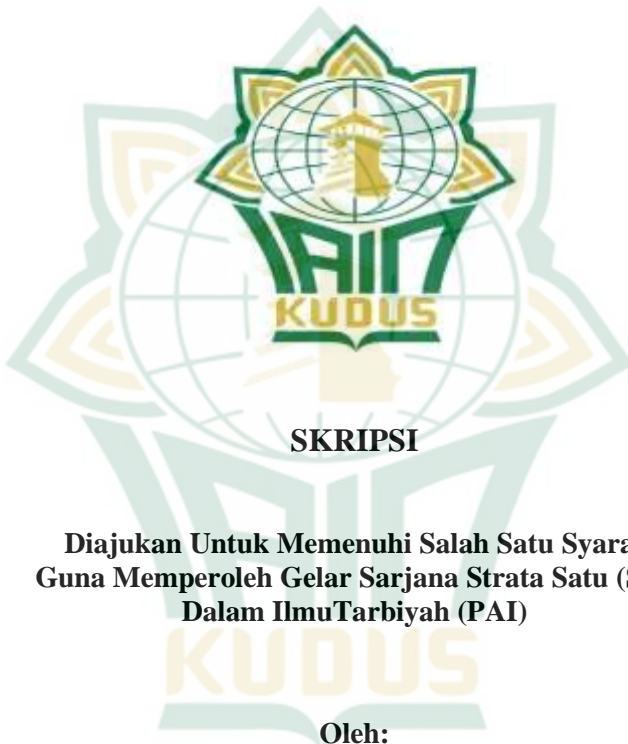 IAIN
KUDUS
SKRIPSI
Diajukan Untuk Memenuhi Salah Satu Syara
Guna Memperoleh Gelar Sarjana Strata Satu (S
Dalam IlmuTarbiyah (PAI)
KUDUS
Oleh: